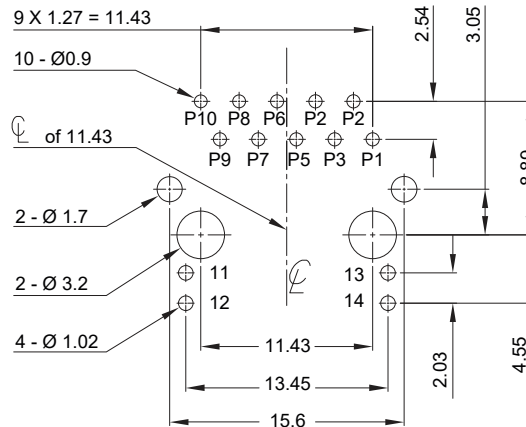 9 X 1.27 = 11.43
2.54
3.05
10 - Ø0.9
P10 P8 P6 P2 P2
℄ of 11.43
P9 P7 P5 P3 P1
8.89
2 - Ø 1.7
2 - Ø 3.2
11
13
℄
12
14
4 - Ø 1.02
11.43
2.03
4.55
13.45
15.6